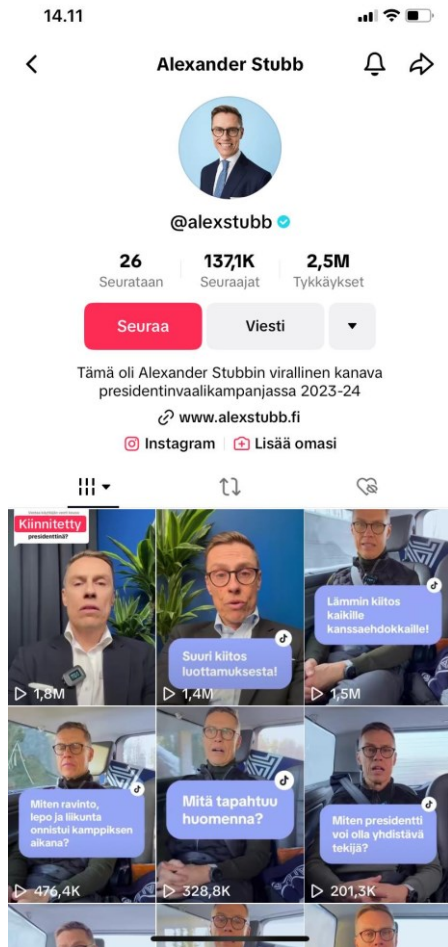 14.11
Alexander Stubb
@alexstubb
26 137,1K 2,5M
Seurataan Seuraajat Tykkäykset
Seuraa Viesti
Tämä oli Alexander Stubbin virallinen kanava
presidentinvaalikampanjassa 2023-24
www.alexstubb.fi
Instagram Lisää omasi
Kiinnitetty
presidenttinä?
1,8M
Suuri kiitos
luottamuksesta!
1,4M
Lämmin kiitos
kaikille
kanssaehdokkaille!
1,5M
Miten ravinto,
lepo ja liikunta
onnistui kamppiksen
aikana?
476,4K
Mitä tapahtuu
huomenna?
328,8K
Miten presidentti
voi olla yhdistävä
tekijä?
201,3K